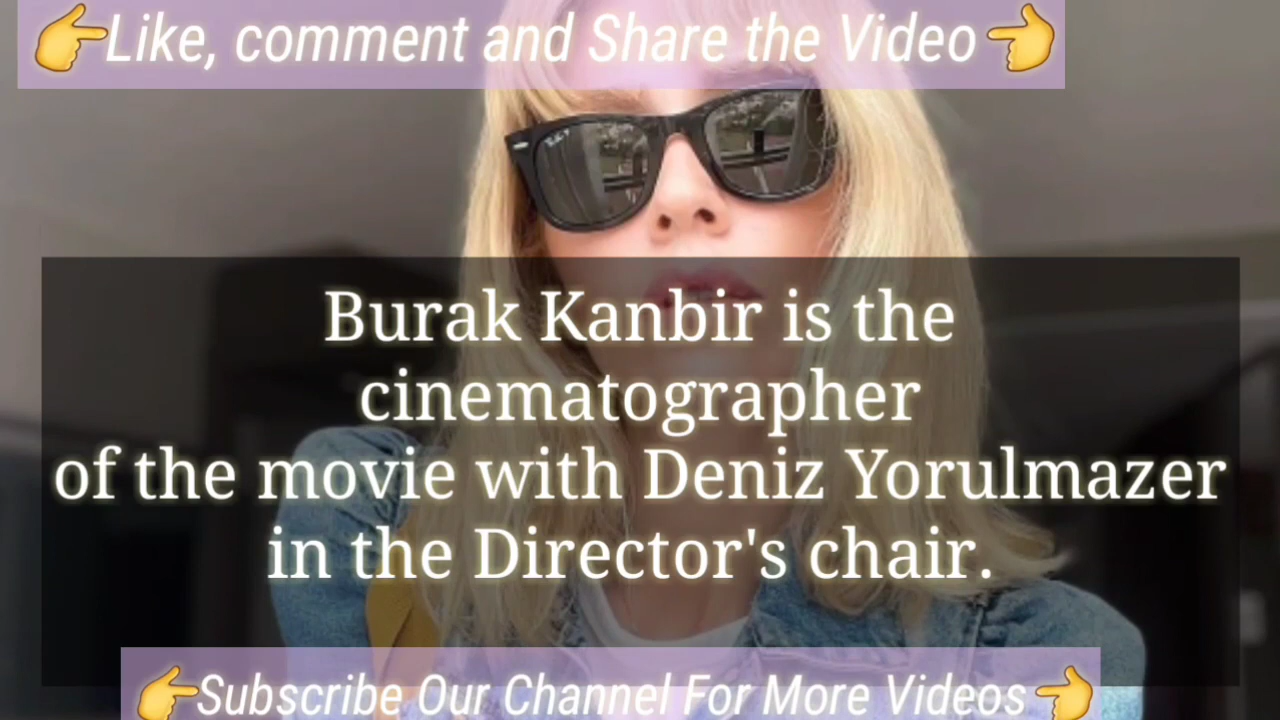 👉Like, comment and Share the Video👈
Burak Kanbir is the
cinematographer
of the movie with Deniz Yorulmazer
in the Director's chair.
👉Subscribe Our Channel For More Videos👈